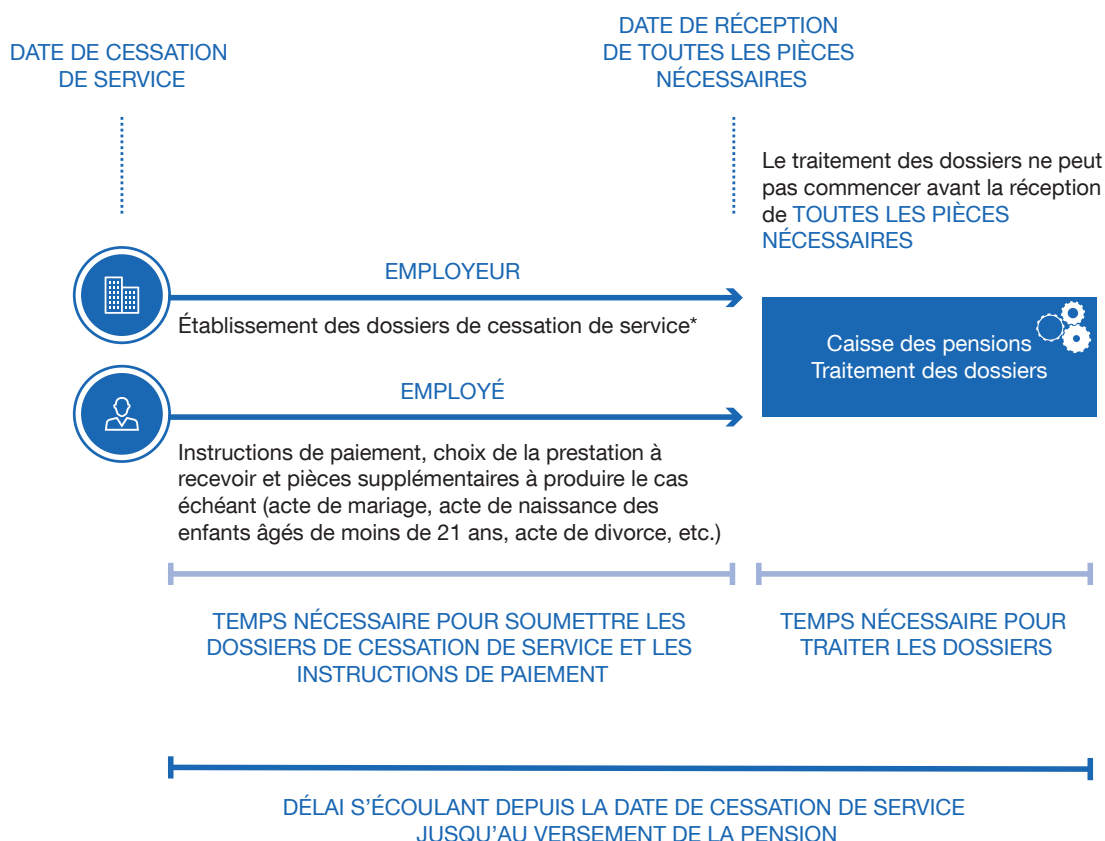 DATE DE CESSATION
DE SERVICE
DATE DE RÉCEPTION
DE TOUTES LES PIÈCES
NÉCESSAIRES
Le traitement des dossiers ne peut
pas commencer avant la réception
de TOUTES LES PIÈCES
NÉCESSAIRES
EMPLOYEUR
Établissement des dossiers de cessation de service*
Caisse des pensions
Traitement des dossiers
EMPLOYÉ
Instructions de paiement, choix de la prestation à
recevoir et pièces supplémentaires à produire le cas
échéant (acte de mariage, acte de naissance des
enfants âgés de moins de 21 ans, acte de divorce, etc.)
TEMPS NÉCESSAIRE POUR SOUMETTRE LES
DOSSIERS DE CESSATION DE SERVICE ET LES
INSTRUCTIONS DE PAIEMENT
TEMPS NÉCESSAIRE POUR
TRAITER LES DOSSIERS
DÉLAI S'ÉCOULANT DEPUIS LA DATE DE CESSATION DE SERVICE
JUSQU'AU VERSEMENT DE LA PENSION